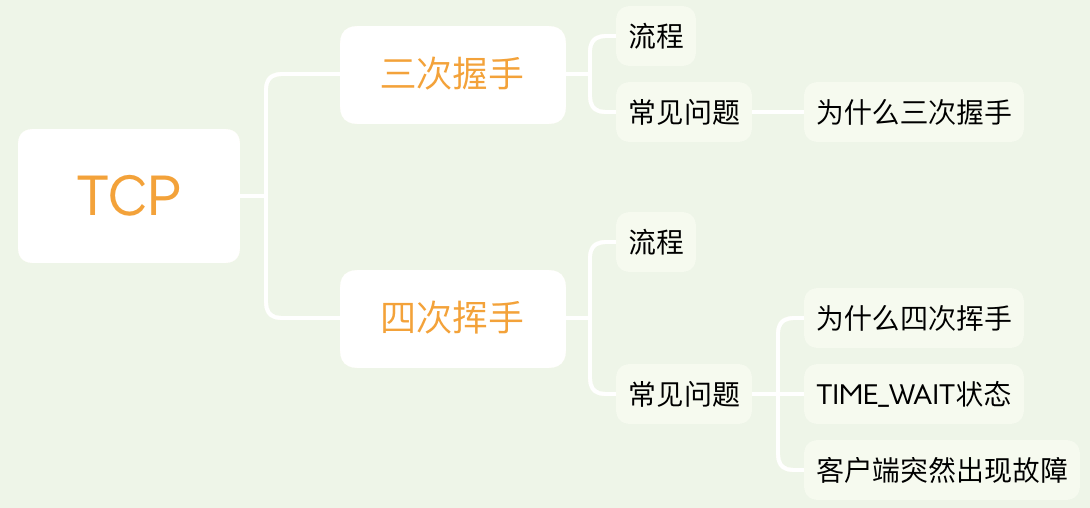 TCP
三次握手
流程
常见问题
为什么三次握手
四次挥手
流程
常见问题
为什么四次挥手
TIME_WAIT状态
客户端突然出现故障